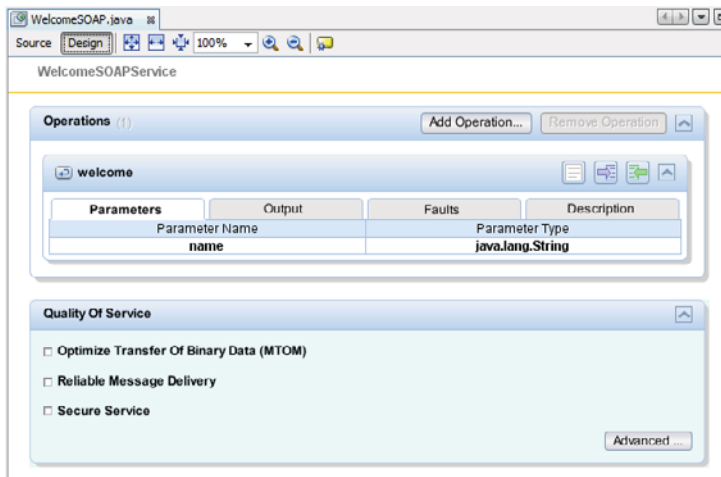 WelcomeSOAP.java
Source Design 100%
WelcomeSOAPService
Operations (1) Add Operation... Remove Operation
welcome
Parameters Output Faults Description
Parameter Name Parameter Type
name java.lang.String
Quality Of Service
Optimize Transfer Of Binary Data (MTOM)
Reliable Message Delivery
Secure Service
Advanced ...